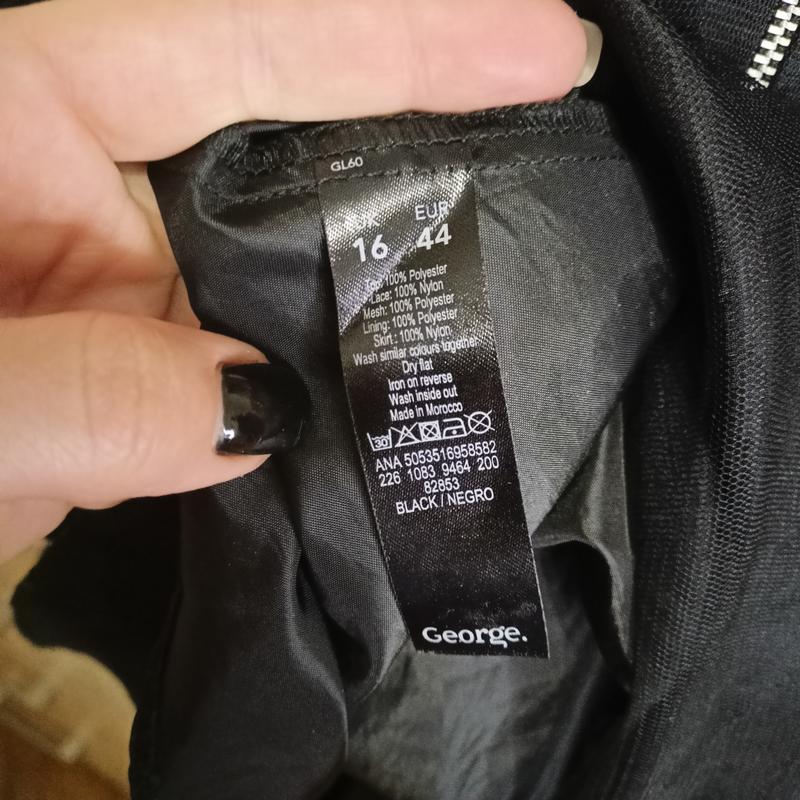 GL60
UK EUR
16 44
Top: 100% Polyester
Lace: 100% Nylon
Mesh: 100% Polyester
Lining: 100% Polyester
Skirt: 100% Nylon
Wash similar colours together
Dry flat
Iron on reverse
Wash inside out
Made in Morocco
30
ANA 5053516958582
226 1083 9464 200
82853
BLACK / NEGRO
George.